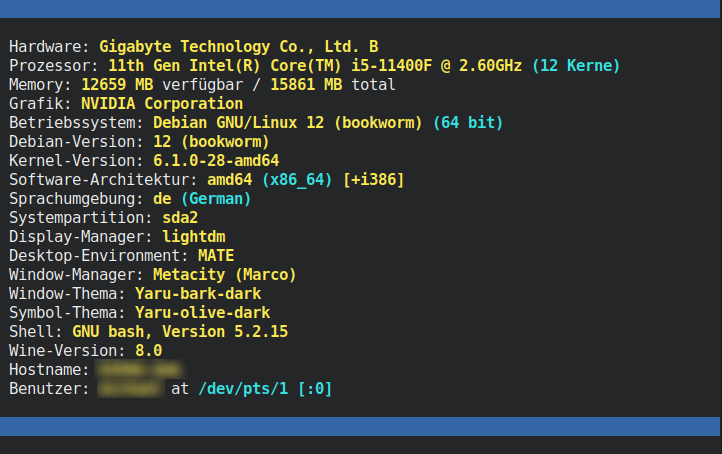 Hardware: Gigabyte Technology Co., Ltd. B
Prozessor: 11th Gen Intel(R) Core(TM) i5-11400F @ 2.60GHz (12 Kerne)
Memory: 12659 MB verfügbar / 15861 MB total
Grafik: NVIDIA Corporation
Betriebssystem: Debian GNU/Linux 12 (bookworm) (64 bit)
Debian-Version: 12 (bookworm)
Kernel-Version: 6.1.0-28-amd64
Software-Architektur: amd64 (x86_64) [+i386]
Sprachumgebung: de (German)
Systempartition: sda2
Display-Manager: lightdm
Desktop-Environment: MATE
Window-Manager: Metacity (Marco)
Window-Thema: Yaru-bark-dark
Symbol-Thema: Yaru-olive-dark
Shell: GNU bash, Version 5.2.15
Wine-Version: 8.0
Hostname:
Benutzer: at /dev/pts/1 [:0]